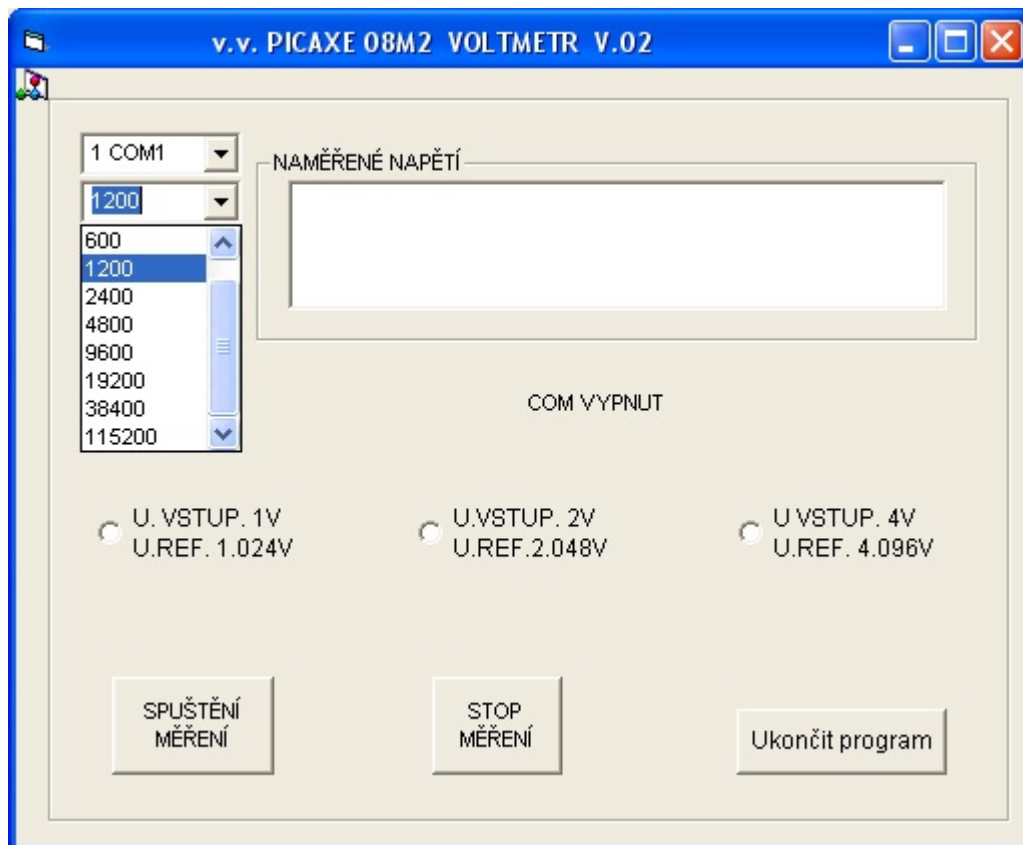 v.v. PICAXE 08M2 VOLTMETR V.02
1 COM1
NAMĚŘENÉ NAPĚTÍ
1200
600
1200
2400
4800
9600
19200
38400
115200
COM VYPNUT
U. VSTUP. 1V
U.REF. 1.024V
U.VSTUP. 2V
U.REF.2.048V
U VSTUP. 4V
U.REF. 4.096V
SPUŠTĚNÍ
MĚŘENÍ
STOP
MĚŘENÍ
Ukončit program